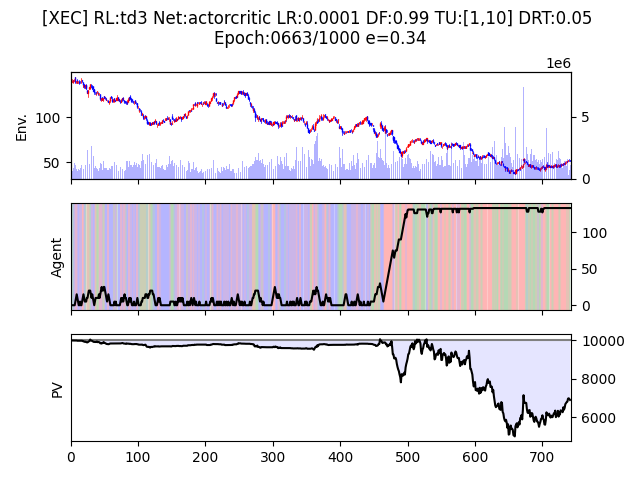 [XEC] RL:td3 Net:actorcritic LR:0.0001 DF:0.99 TU:[1,10] DRT:0.05
Epoch:0663/1000 e=0.34
1e6
Env.
100
50
5
0
Agent
100
50
0
PV
10000
8000
6000
0 100 200 300 400 500 600 700